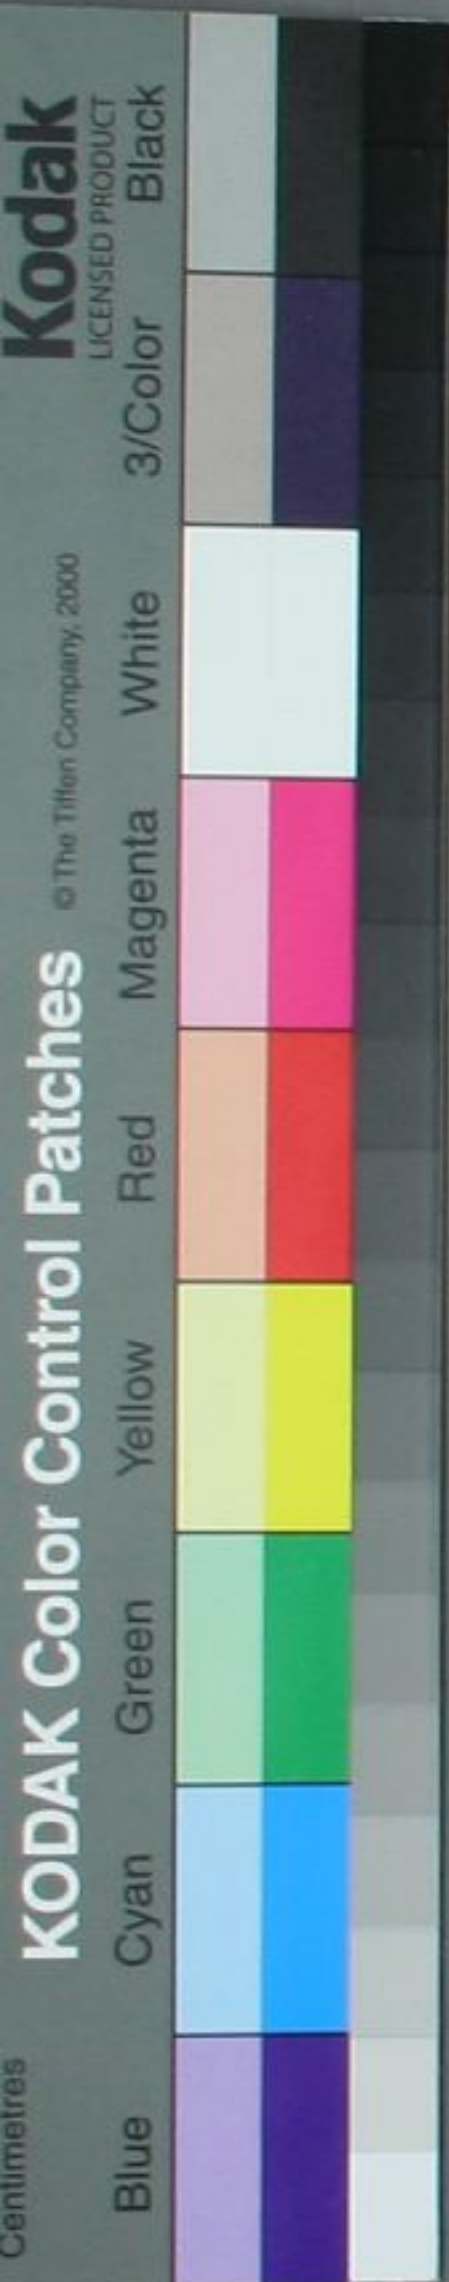 Centimetres
KODAK Color Control Patches © The Tiffen Company, 2000
Kodak
LICENSED PRODUCT
Blue Cyan Green Yellow Red Magenta White 3/Color Black